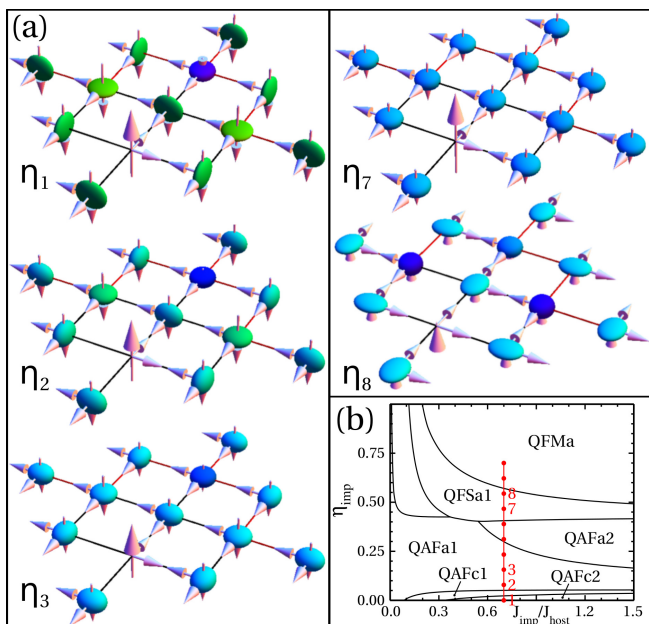 (a)
η1
η2
η3
η7
η8
(b)
ηimp
0.75
0.50
0.25
0.00
QFMa
QFSa1
QAFa1
QAFa2
QAFc1
QAFc2
8
7
3
2
1
0.0
0.3
0.6
0.9
1.2
1.5
Jimp/Jhost